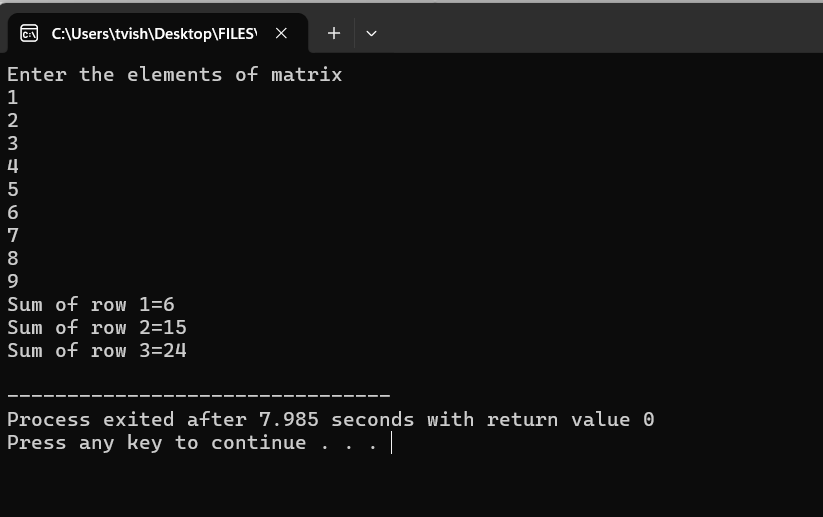 C:\Users\tvish\Desktop\FILES\
Enter the elements of matrix
1
2
3
4
5
6
7
8
9
Sum of row 1=6
Sum of row 2=15
Sum of row 3=24
--------------------------------
Process exited after 7.985 seconds with return value 0
Press any key to continue . . .